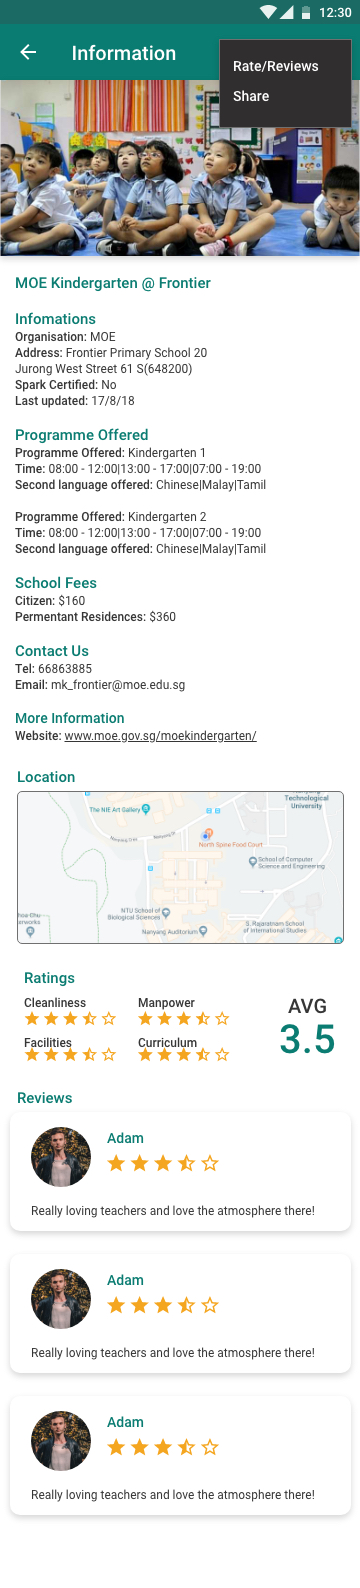 12:30
Information
Rate/Reviews
Share
MOE Kindergarten @ Frontier
Infomations
Organisation: MOE
Address: Frontier Primary School 20
Jurong West Street 61 S(648200)
Spark Certified: No
Last updated: 17/8/18
Programme Offered
Programme Offered: Kindergarten 1
Time: 08:00 - 12:00|13:00 - 17:00|07:00 - 19:00
Second language offered: Chinese|Malay|Tamil
Programme Offered: Kindergarten 2
Time: 08:00 - 12:00|13:00 - 17:00|07:00 - 19:00
Second language offered: Chinese|Malay|Tamil
School Fees
Citizen: $160
Permentant Residences: $360
Contact Us
Tel: 66863885
Email: mk_frontier@moe.edu.sg
More Information
Website: www.moe.gov.sg/moekindergarten/
Location
Technological
University
The NIE Art Gallery
North Spine Food Court
School of Computer
Science and Engineering
NTU School of
Biological Sciences
Nanyang Auditorium
S. Rajaratnam School
of International Studies
Ratings
Cleanliness
Manpower
Facilities
Curriculum
AVG
3.5
Reviews
Adam
Really loving teachers and love the atmosphere there!
Adam
Really loving teachers and love the atmosphere there!
Adam
Really loving teachers and love the atmosphere there!